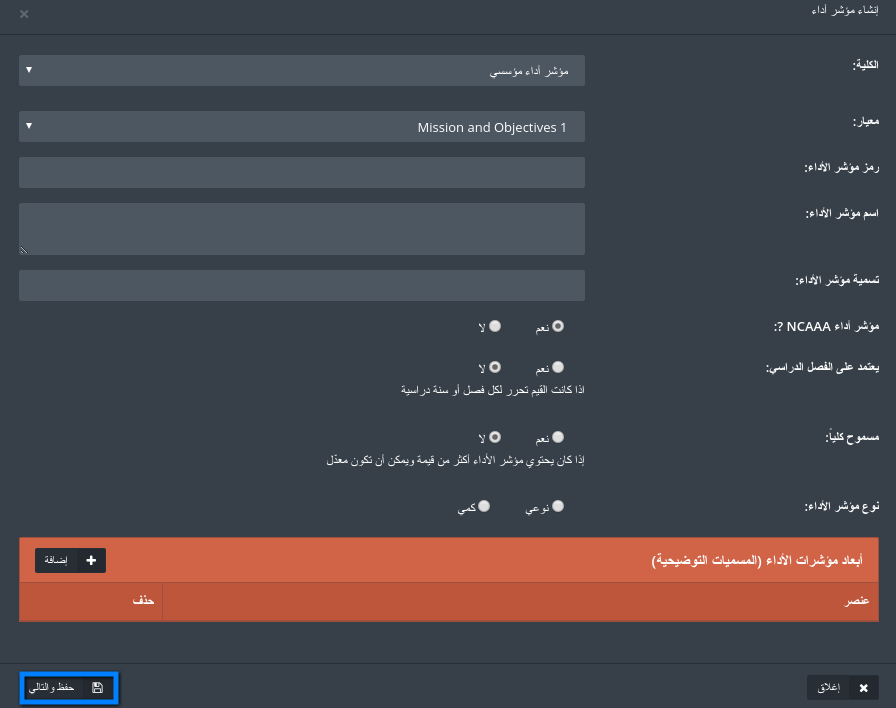 إنشاء مؤشر أداء
×
الكلية:
مؤشر أداء مؤسسي
معيار:
Mission and Objectives 1
رمز مؤشر الأداء:
اسم مؤشر الأداء:
تسمية مؤشر الأداء:
مؤشر أداء NCAAA ?:
نعم لا
يعتمد على الفصل الدراسي:
نعم لا
اذا كانت القيم تحرر لكل فصل أو سنة دراسية
مسموح كلياً:
نعم لا
إذا كان يحتوي مؤشر الأداء أكثر من قيمة ويمكن أن تكون معدّل
نوع مؤشر الأداء:
نوعي كمي
أبعاد مؤشرات الأداء (المسميات التوضيحية)
إضافة
عنصر حذف
إغلاق
حفظ والتالي